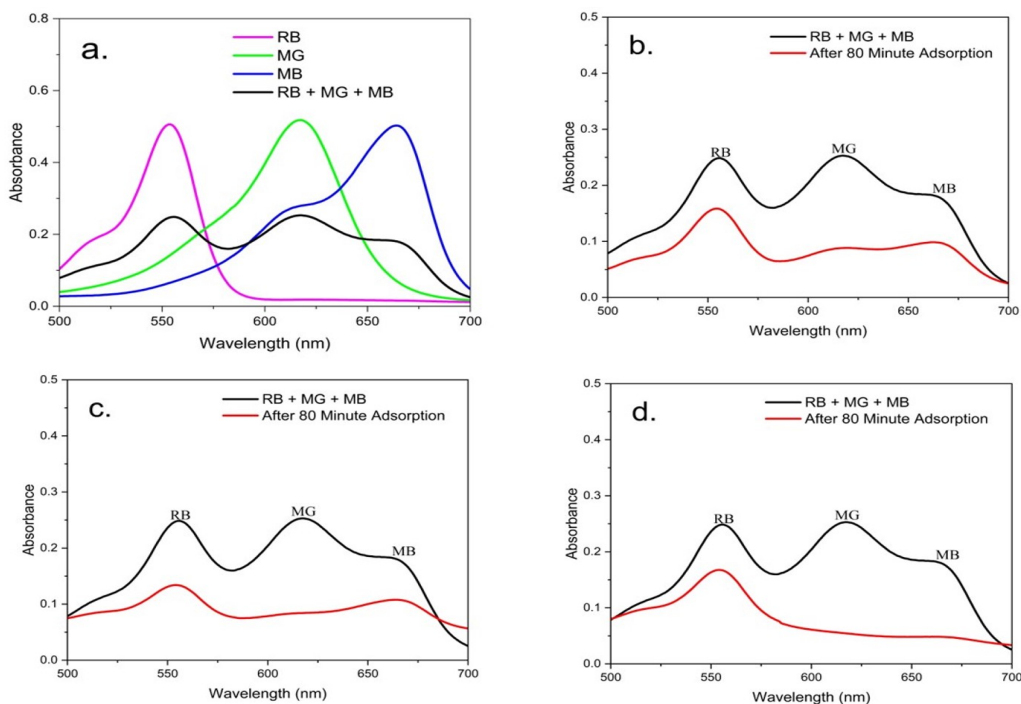 a.
RB
MG
MB
RB + MG + MB
Absorbance
0.8
0.6
0.4
0.2
0.0
500
550
600
650
700
Wavelength (nm)
b.
RB + MG + MB
After 80 Minute Adsorption
RB
MG
MB
Absorbance
0.5
0.4
0.3
0.2
0.1
0.0
500
550
600
650
700
Wavelength (nm)
c.
RB + MG + MB
After 80 Minute Adsorption
RB
MG
MB
Absorbance
0.5
0.4
0.3
0.2
0.1
0.0
500
550
600
650
700
Wavelength (nm)
d.
RB + MG + MB
After 80 Minute Adsorption
RB
MG
MB
Absorbance
0.5
0.4
0.3
0.2
0.1
0.0
500
550
600
650
700
Wavelength (nm)